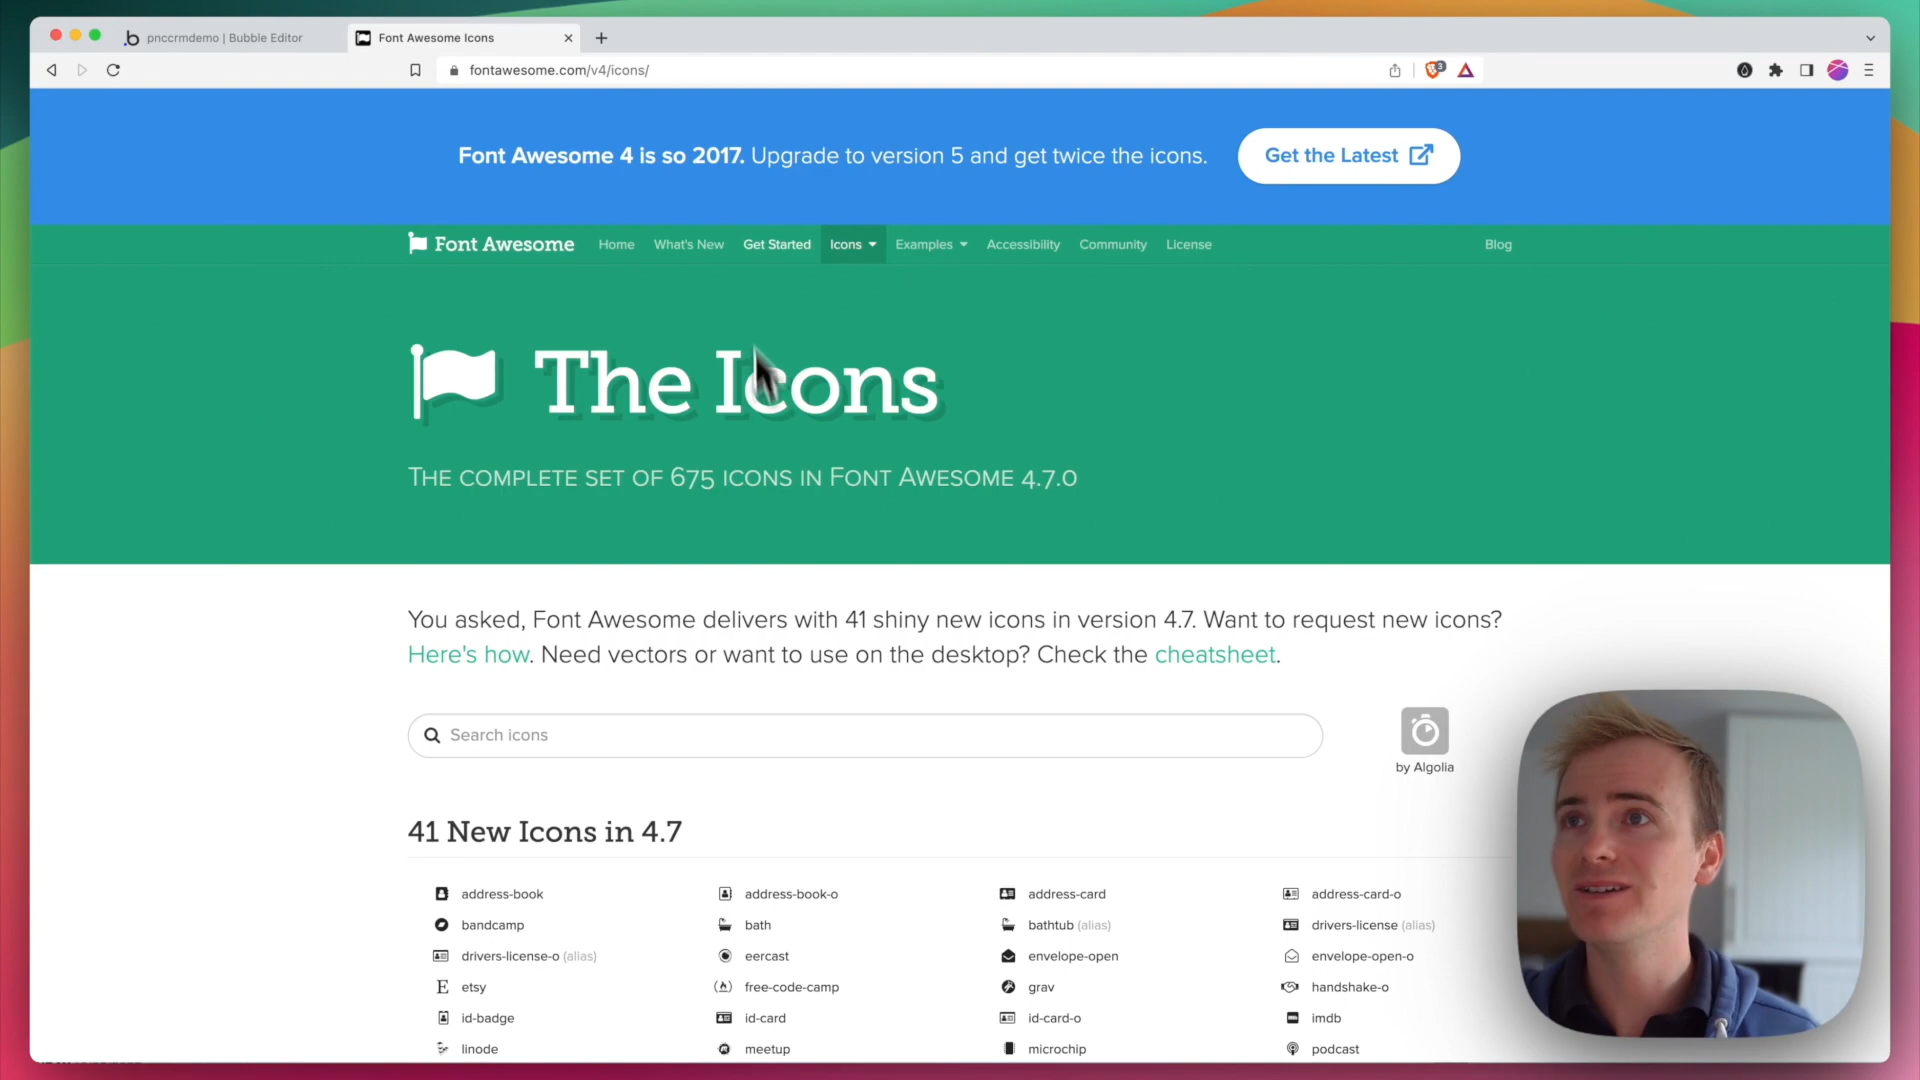 pnccrmdemo | Bubble Editor
Font Awesome Icons
fontawesome.com/v4/icons/
3
Font Awesome 4 is so 2017. Upgrade to version 5 and get twice the icons.
Get the Latest
Font Awesome
Home
What's New
Get Started
Icons
Examples
Accessibility
Community
License
Blog
The Icons
The complete set of 675 icons in Font Awesome 4.7.0
You asked, Font Awesome delivers with 41 shiny new icons in version 4.7. Want to request new icons?
Here's how. Need vectors or want to use on the desktop? Check the cheatsheet.
Search icons
by Algolia
41 New Icons in 4.7
address-book
address-book-o
address-card
address-card-o
bandcamp
bath
bathtub (alias)
drivers-license (alias)
drivers-license-o (alias)
eercast
envelope-open
envelope-open-o
etsy
free-code-camp
grav
handshake-o
id-badge
id-card
id-card-o
imdb
linode
meetup
microchip
podcast